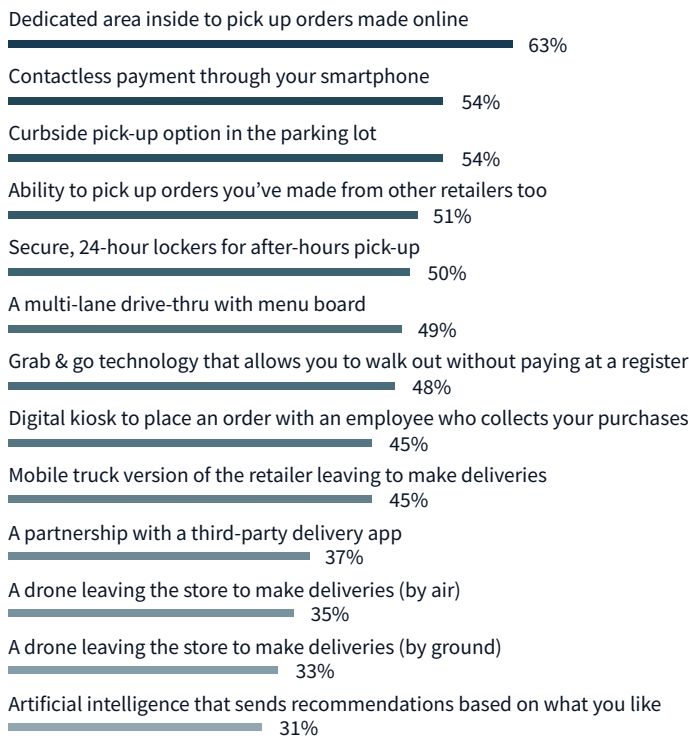 Dedicated area inside to pick up orders made online
63%
Contactless payment through your smartphone
54%
Curbside pick-up option in the parking lot
54%
Ability to pick up orders you’ve made from other retailers too
51%
Secure, 24-hour lockers for after-hours pick-up
50%
A multi-lane drive-thru with menu board
49%
Grab & go technology that allows you to walk out without paying at a register
48%
Digital kiosk to place an order with an employee who collects your purchases
45%
Mobile truck version of the retailer leaving to make deliveries
45%
A partnership with a third-party delivery app
37%
A drone leaving the store to make deliveries (by air)
35%
A drone leaving the store to make deliveries (by ground)
33%
Artificial intelligence that sends recommendations based on what you like
31%